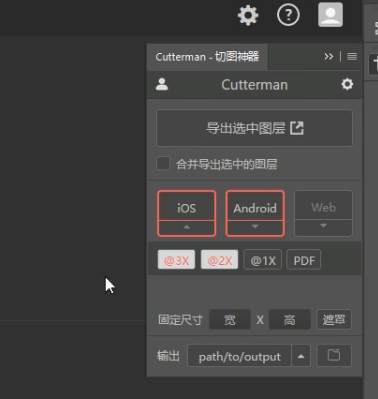 Cutterman - 切图神器
Cutterman
导出选中图层
合并导出选中的图层
iOS Android Web
@3X @2X @1X PDF
固定尺寸 宽 X 高 遮罩
输出 path/to/output